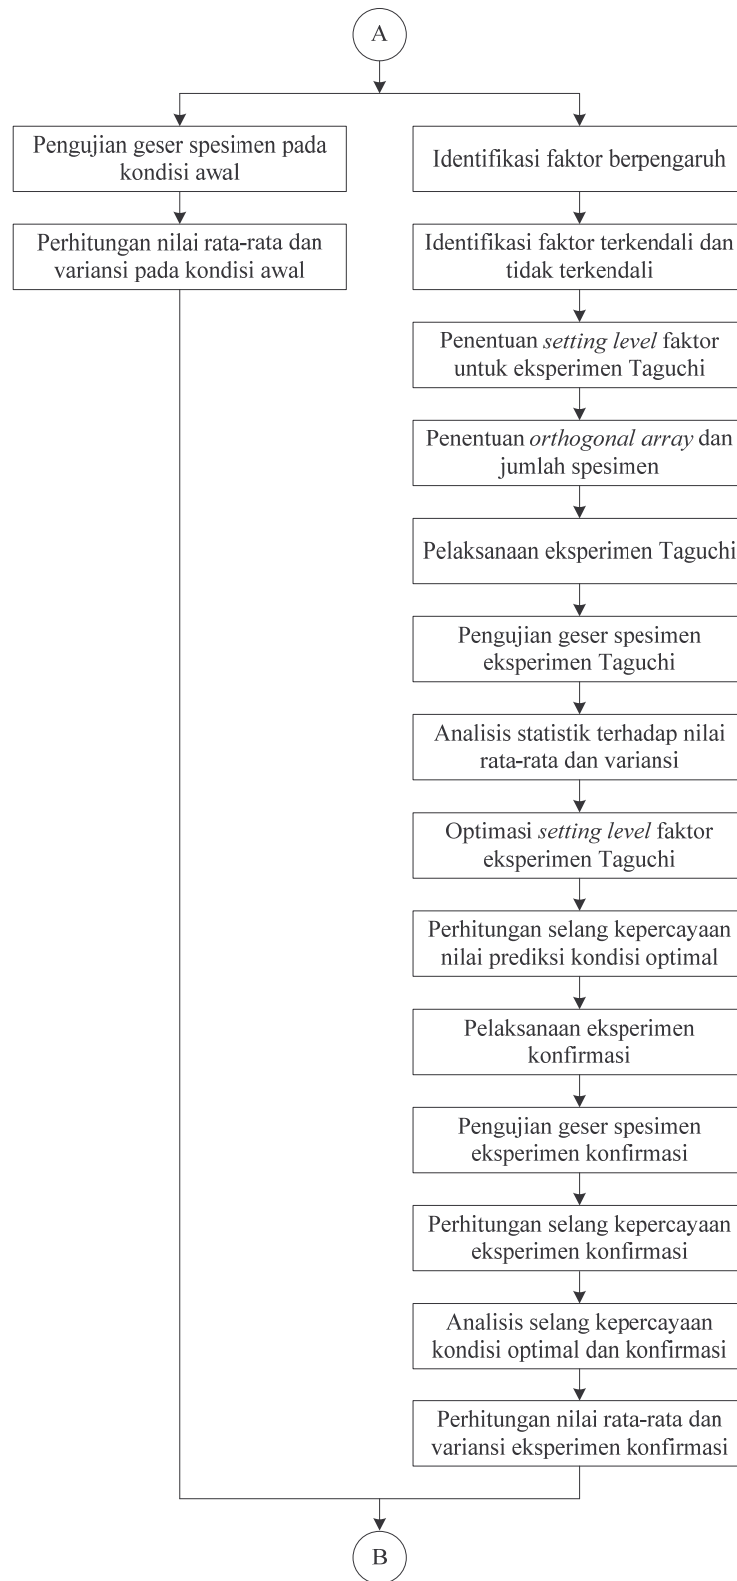 A
Pengujian geser spesimen pada
kondisi awal
Perhitungan nilai rata-rata dan
variansi pada kondisi awal
Identifikasi faktor berpengaruh
Identifikasi faktor terkendali dan
tidak terkendali
Penentuan setting level faktor
untuk eksperimen Taguchi
Penentuan orthogonal array dan
jumlah spesimen
Pelaksanaan eksperimen Taguchi
Pengujian geser spesimen
eksperimen Taguchi
Analisis statistik terhadap nilai
rata-rata dan variansi
Optimasi setting level faktor
eksperimen Taguchi
Perhitungan selang kepercayaan
nilai prediksi kondisi optimal
Pelaksanaan eksperimen
konfirmasi
Pengujian geser spesimen
eksperimen konfirmasi
Perhitungan selang kepercayaan
eksperimen konfirmasi
Analisis selang kepercayaan
kondisi optimal dan konfirmasi
Perhitungan nilai rata-rata dan
variansi eksperimen konfirmasi
B